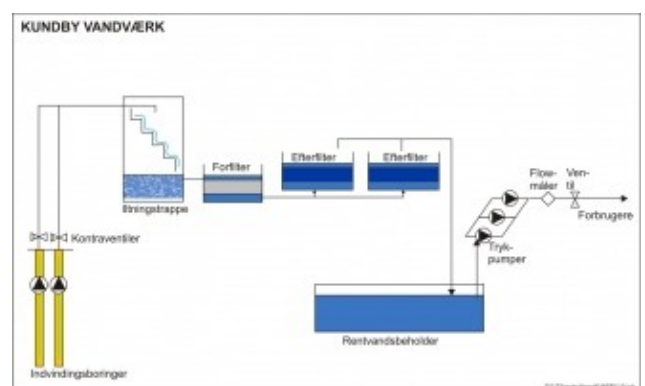 KUNDBY VANDVÆRK
Iltningstrappe
Forfilter
Efterfilter
Efterfilter
Flow-
måler
Ven-
til
Forbrugere
Kontraventiler
Tryk-
pumper
Rentvandsbeholder
Indvindingsboringer